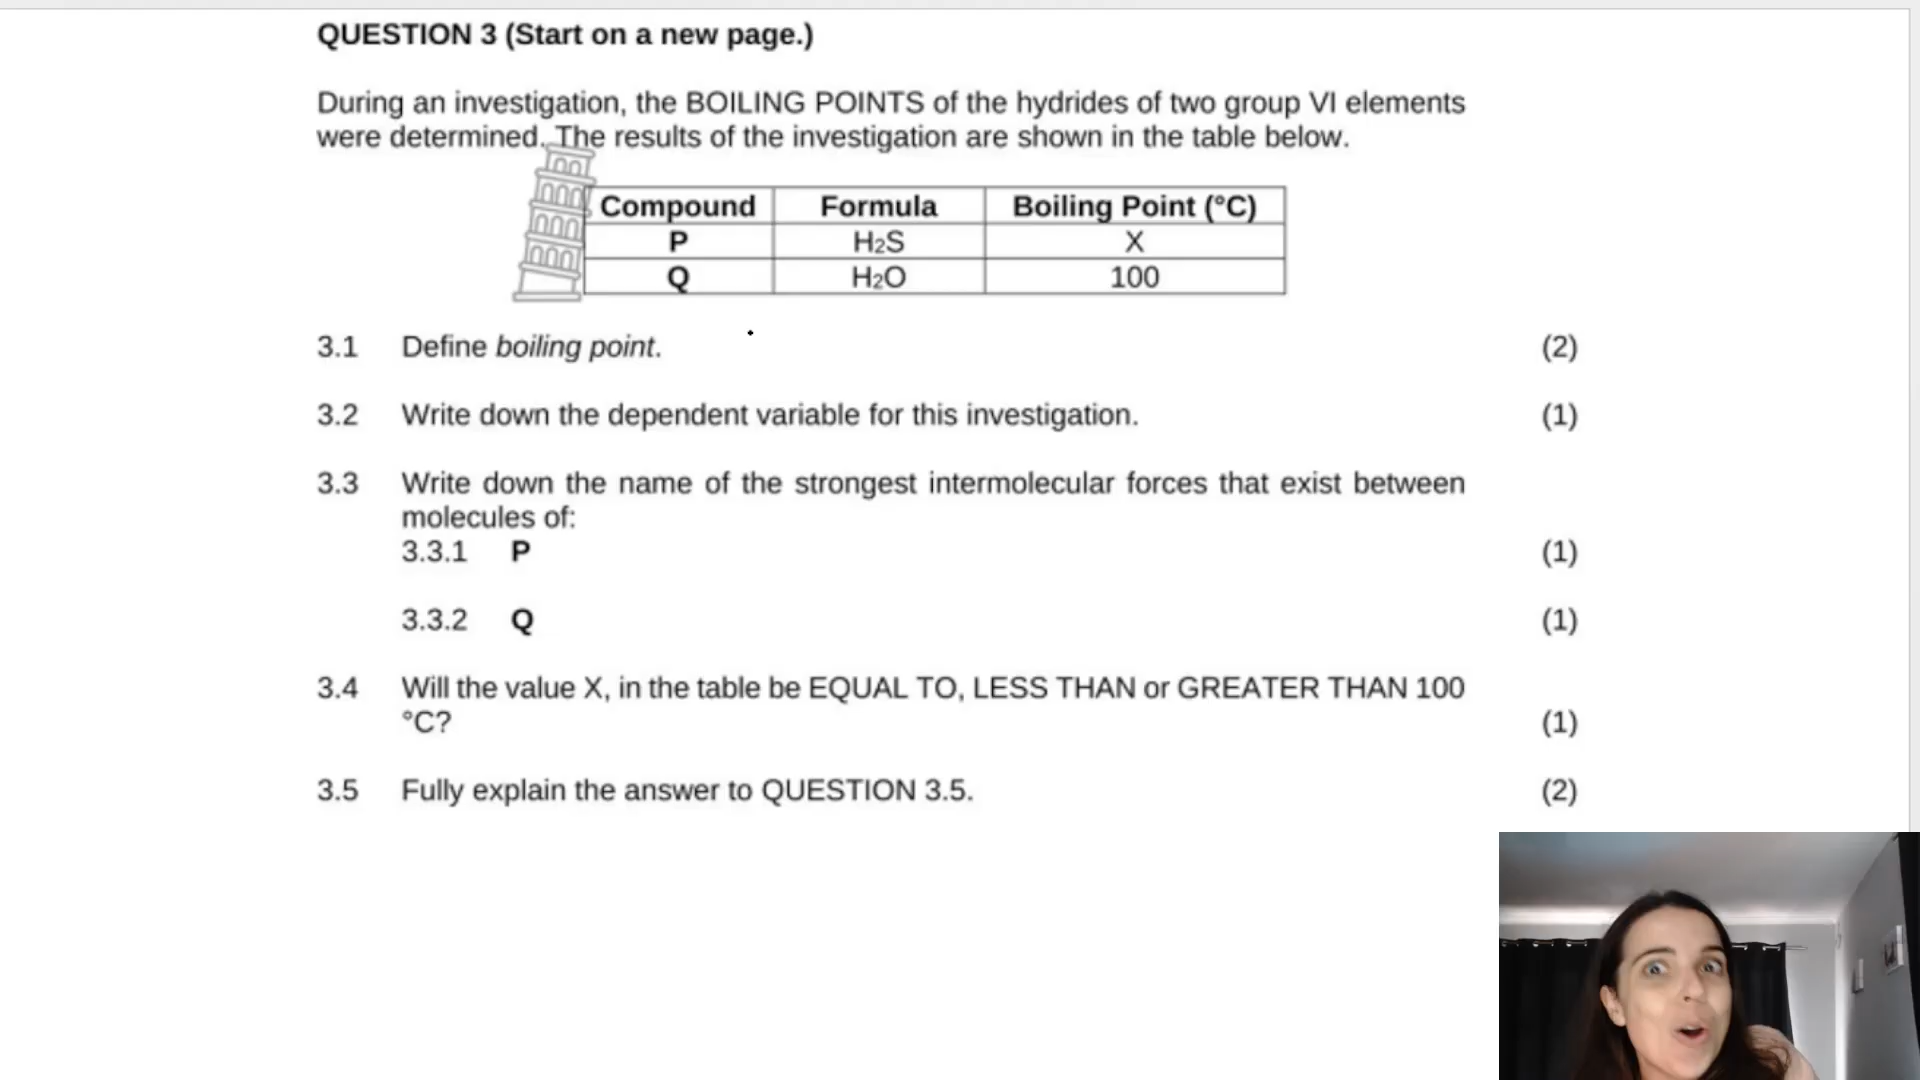 QUESTION 3 (Start on a new page.)
During an investigation, the BOILING POINTS of the hydrides of two group VI elements
were determined. The results of the investigation are shown in the table below.
Compound Formula Boiling Point (°C)
P H₂S X
Q H₂O 100
3.1 Define boiling point. (2)
3.2 Write down the dependent variable for this investigation. (1)
3.3 Write down the name of the strongest intermolecular forces that exist between
molecules of:
3.3.1 P (1)
3.3.2 Q (1)
3.4 Will the value X, in the table be EQUAL TO, LESS THAN or GREATER THAN 100
°C? (1)
3.5 Fully explain the answer to QUESTION 3.5. (2)